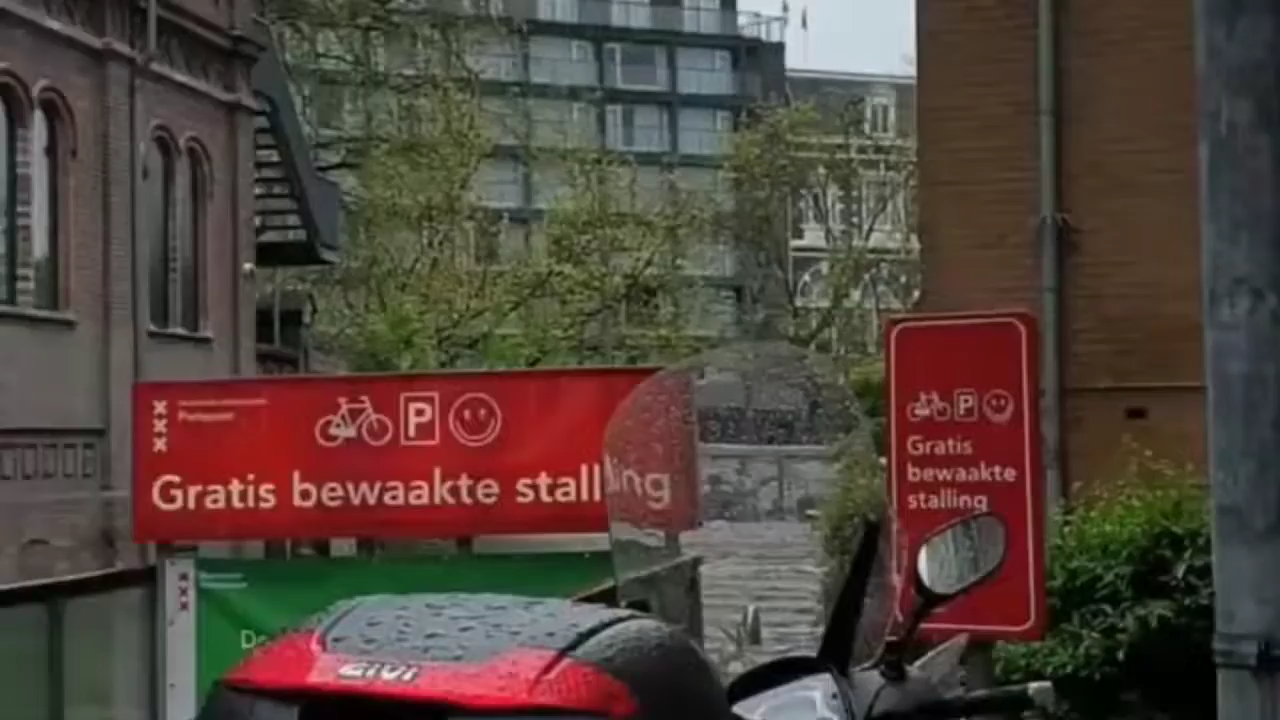 P
Gratis bewaakte stalling
P
Gratis
bewaakte
stalling
GIVI